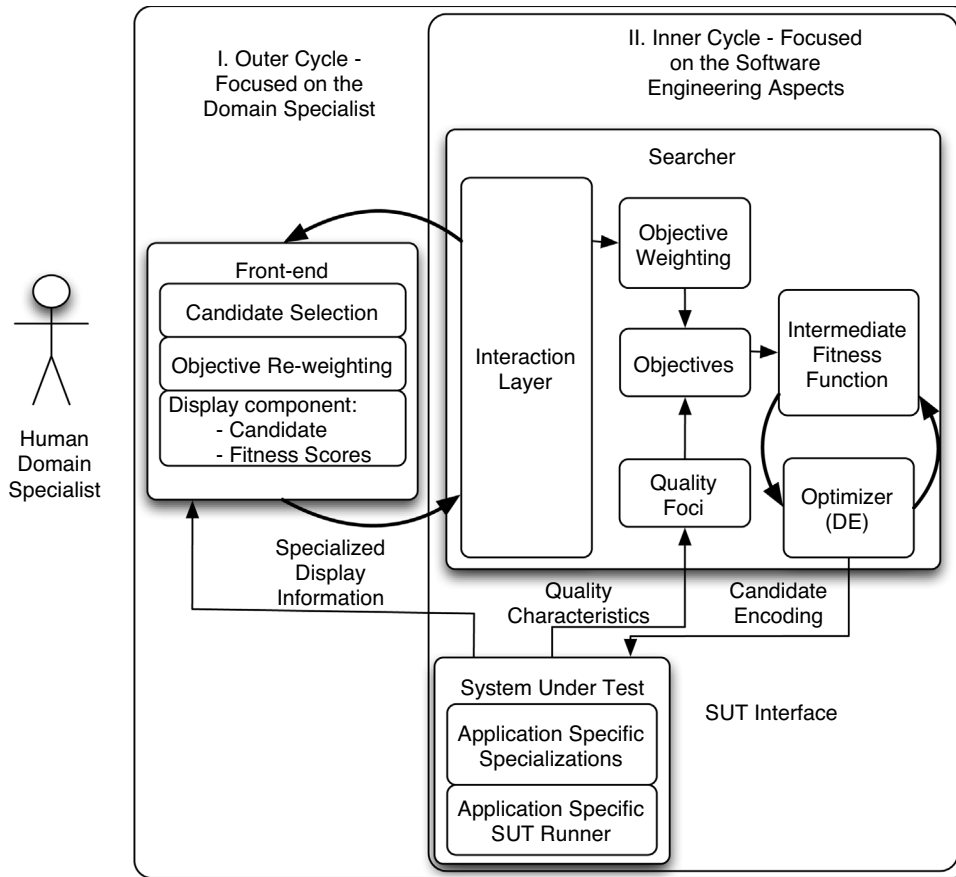 I. Outer Cycle -
Focused on the
Domain Specialist
II. Inner Cycle - Focused
on the Software
Engineering Aspects
Searcher
Interaction
Layer
Objective
Weighting
Objectives
Intermediate
Fitness
Function
Quality
Foci
Optimizer
(DE)
Front-end
Candidate Selection
Objective Re-weighting
Display component:
- Candidate
- Fitness Scores
Human
Domain
Specialist
Specialized
Display
Information
Quality
Characteristics
Candidate
Encoding
System Under Test
Application Specific
Specializations
Application Specific
SUT Runner
SUT Interface